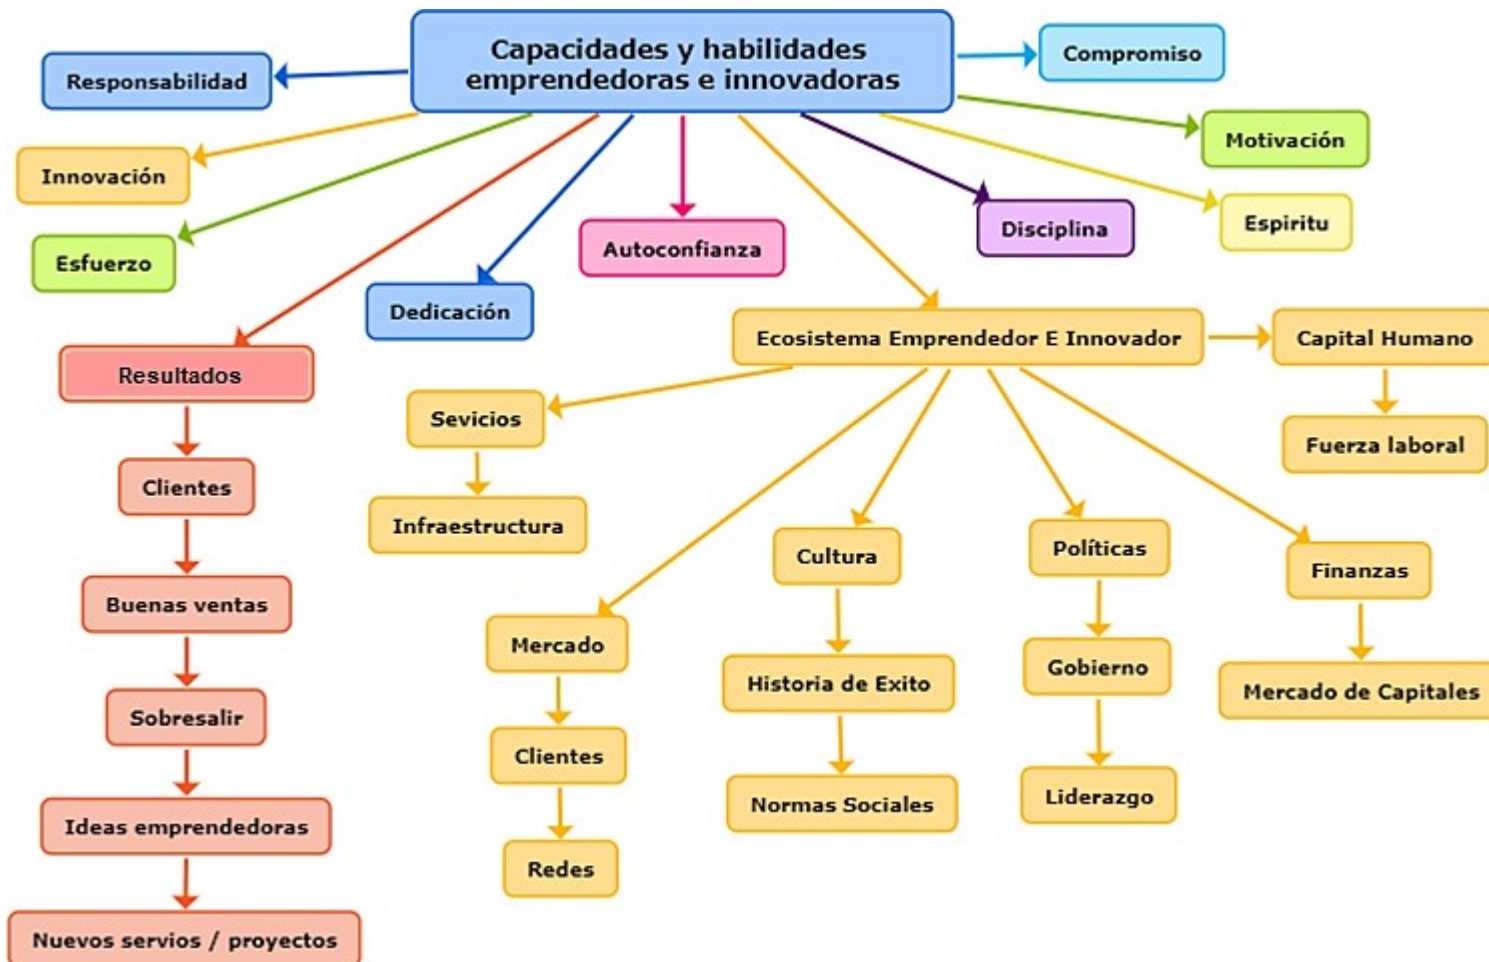 Capacidades y habilidades
emprendedoras e innovadoras
Compromiso
Responsabilidad
Motivación
Innovación
Espiritu
Disciplina
Autoconfianza
Esfuerzo
Dedicación
Ecosistema Emprendedor E Innovador
Capital Humano
Resultados
Sevicios
Fuerza laboral
Clientes
Infraestructura
Cultura
Políticas
Finanzas
Buenas ventas
Mercado
Historia de Exito
Gobierno
Mercado de Capitales
Sobresalir
Clientes
Normas Sociales
Liderazgo
Ideas emprendedoras
Redes
Nuevos servios / proyectos